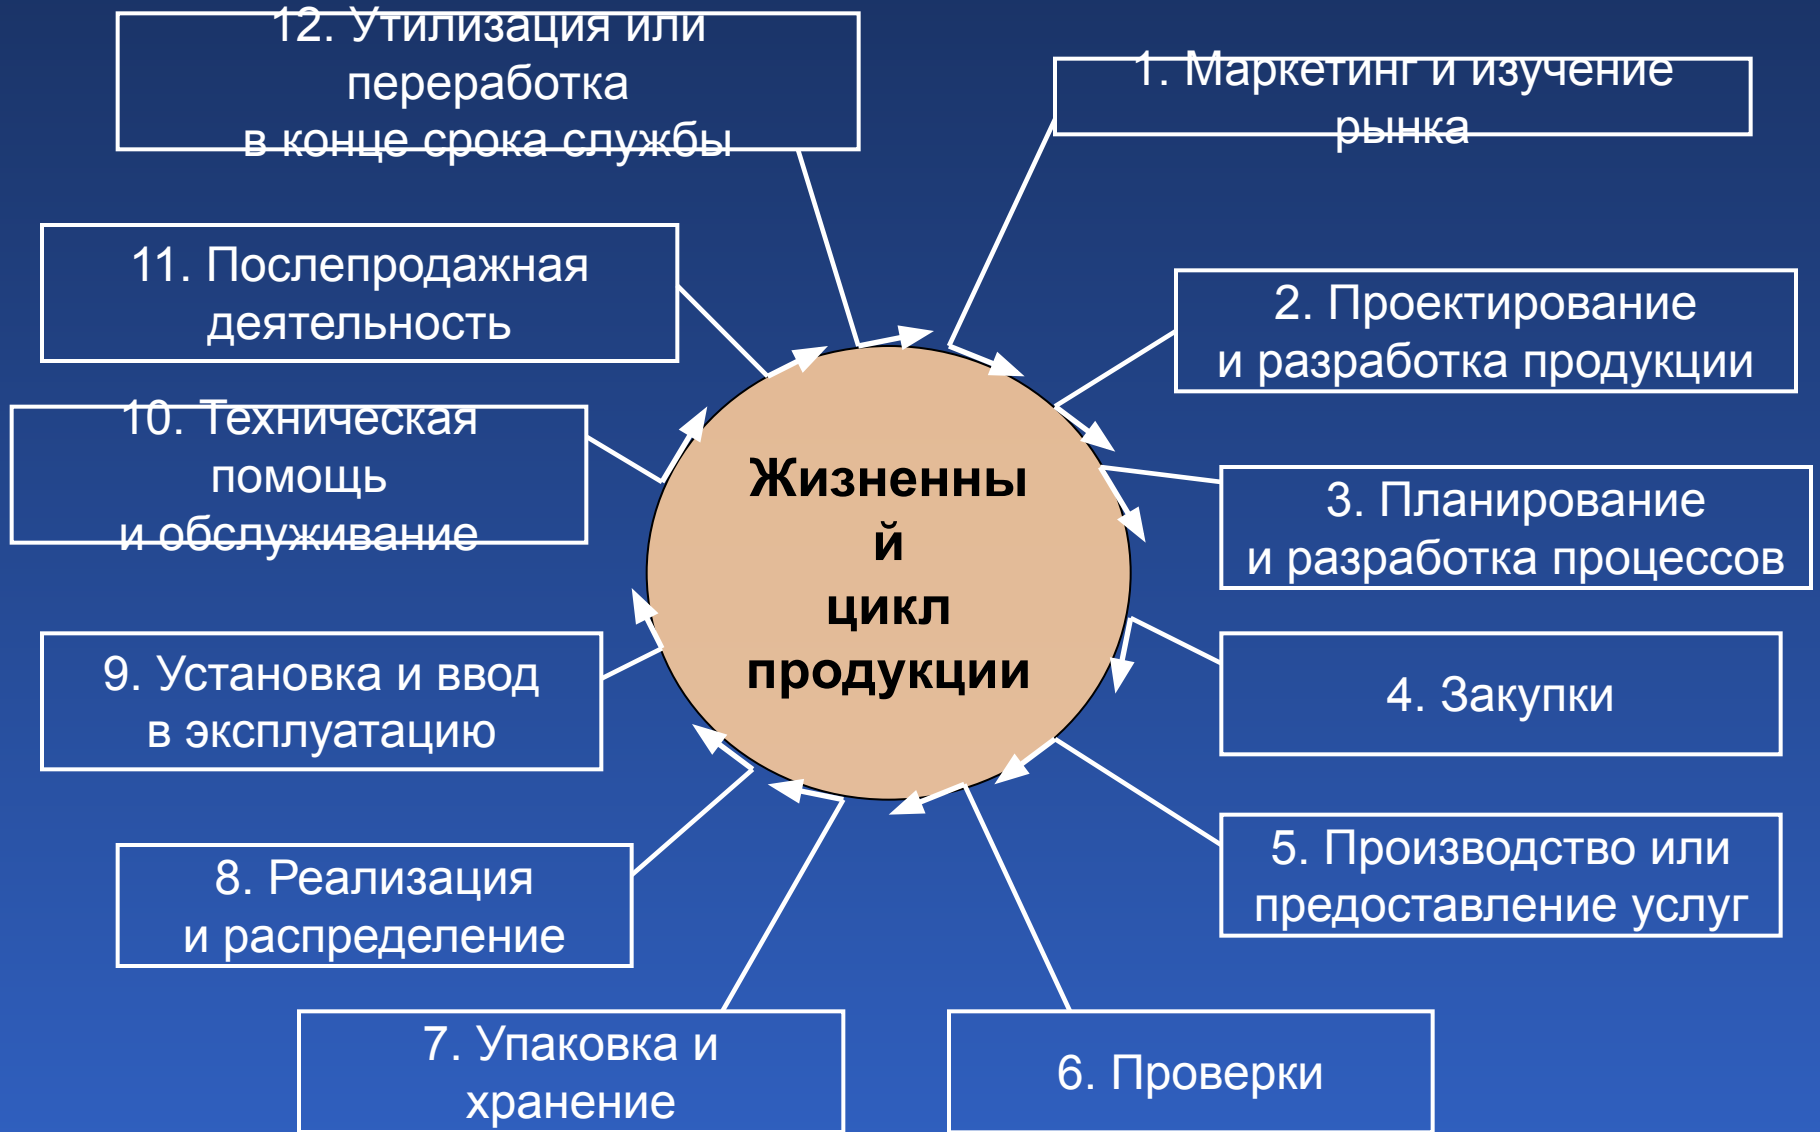 12. Утилизация или
переработка
в конце срока службы
1. Маркетинг и изучение
рынка
11. Послепродажная
деятельность
2. Проектирование
и разработка продукции
10. Техническая
помощь
и обслуживание
Жизненны
й
цикл
продукции
3. Планирование
и разработка процессов
9. Установка и ввод
в эксплуатацию
4. Закупки
8. Реализация
и распределение
5. Производство или
предоставление услуг
7. Упаковка и
хранение
6. Проверки